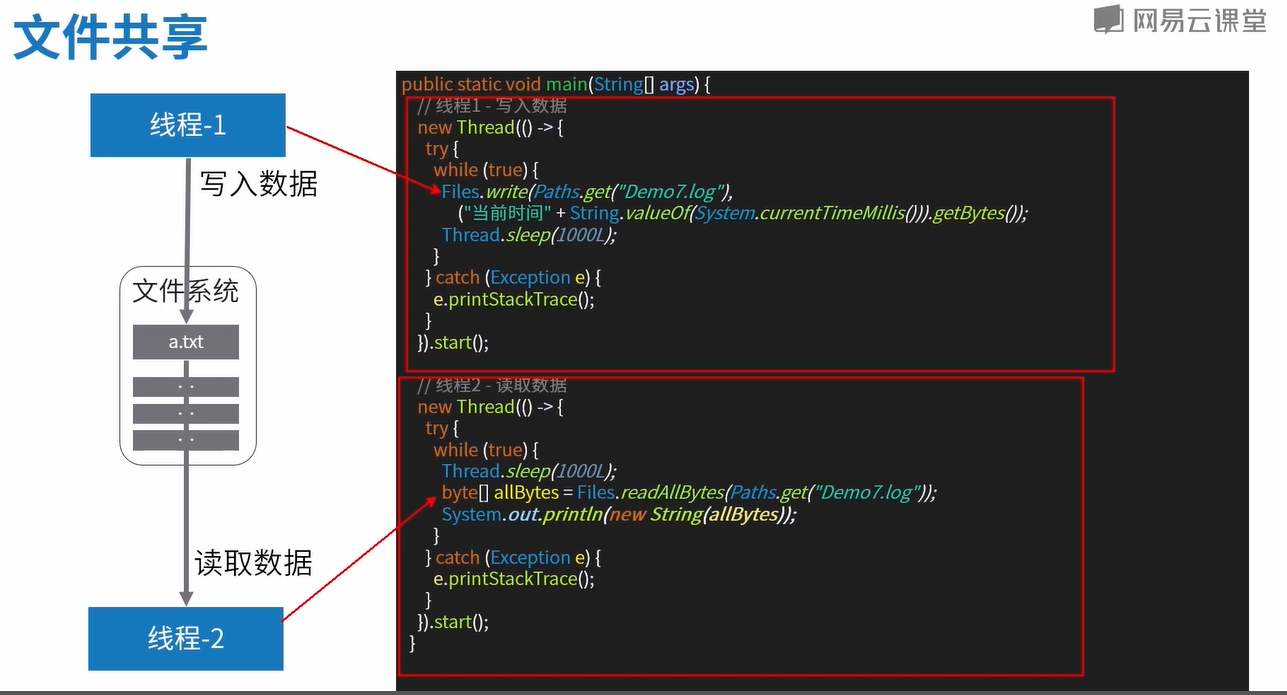 文件共享
网易云课堂
线程-1
写入数据
文件系统
a.txt
. .
. .
. .
读取数据
线程-2
public static void main(String[] args) {
// 线程1 - 写入数据
new Thread(() -> {
try {
while (true) {
Files.write(Paths.get("Demo7.log"),
("当前时间" + String.valueOf(System.currentTimeMillis())).getBytes());
Thread.sleep(1000L);
}
} catch (Exception e) {
e.printStackTrace();
}
}).start();
// 线程2 - 读取数据
new Thread(() -> {
try {
while (true) {
Thread.sleep(1000L);
byte[] allBytes = Files.readAllBytes(Paths.get("Demo7.log"));
System.out.println(new String(allBytes));
}
} catch (Exception e) {
e.printStackTrace();
}
}).start();
}